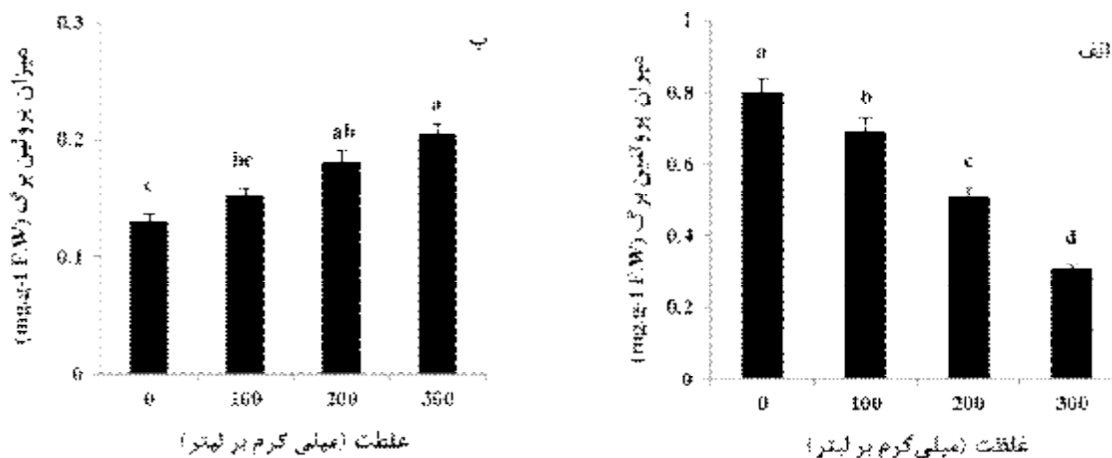 الف
میزان پروتئین برگ
(mg.g-1 F.W)
1
0.8
0.6
0.4
0.2
0
a
b
c
d
0 100 200 300
غلظت (میلی گرم بر لیتر)
ب
میزان پرولین برگ
(mg.g-1 F.W)
0.3
0.2
0.1
0
c
bc
ab
a
0 100 200 300
غلظت (میلی گرم بر لیتر)